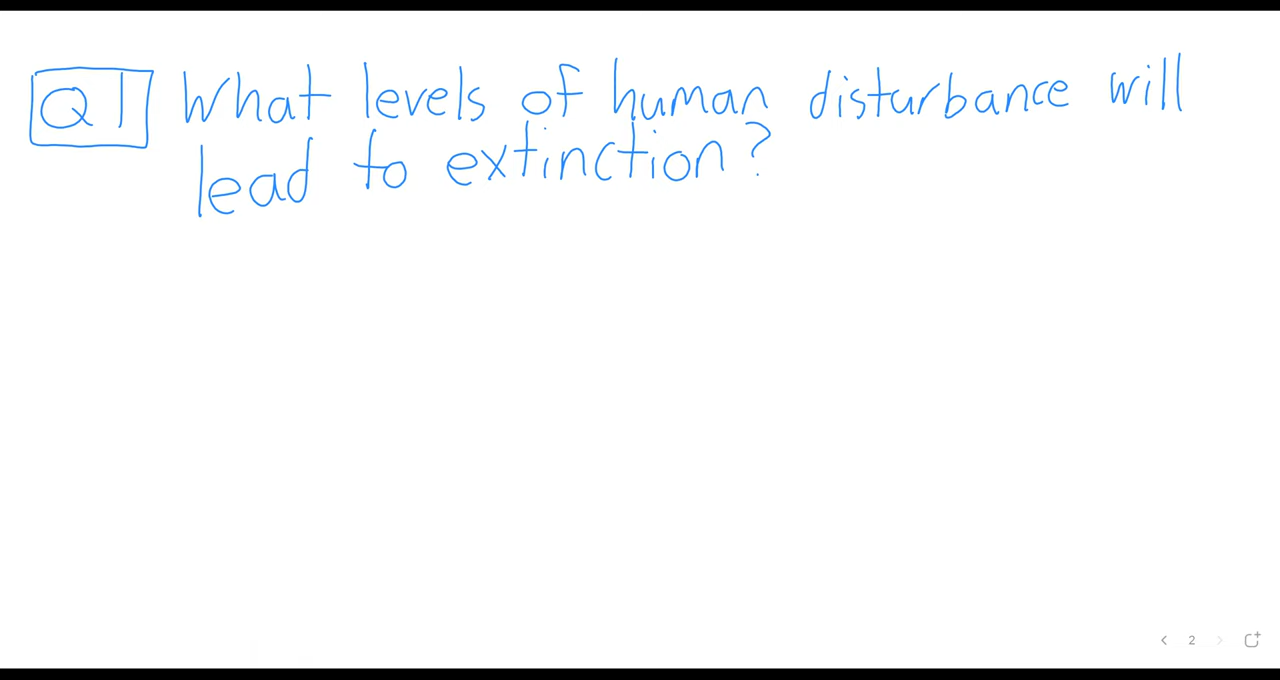 Q1 What levels of human disturbance will
lead to extinction?
< 2 >